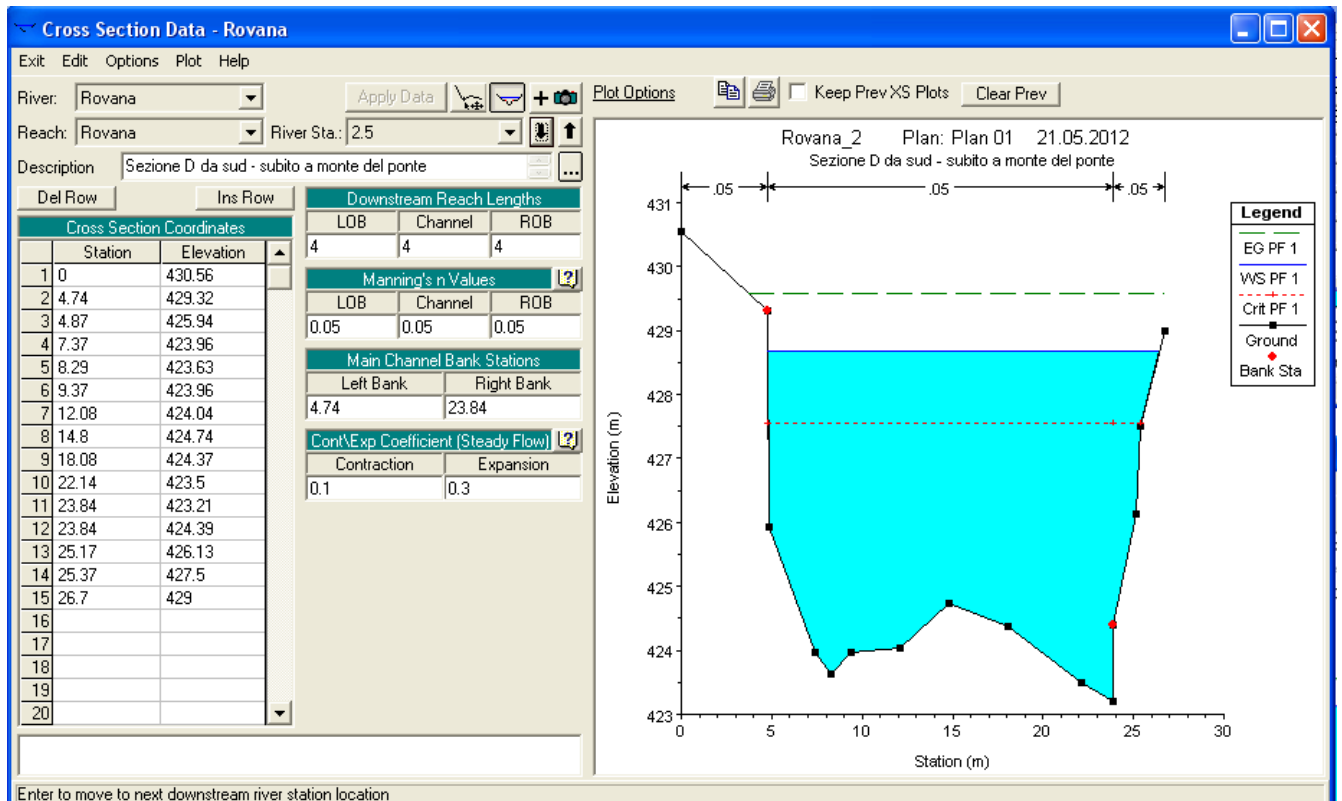 Cross Section Data - Rovana
Exit Edit Options Plot Help
River: Rovana Apply Data
Reach: Rovana River Sta.: 2.5
Description Sezione D da sud - subito a monte del ponte ...
Del Row Ins Row
Cross Section Coordinates
Station Elevation
1 0 430.56
2 4.74 429.32
3 4.87 425.94
4 7.37 423.96
5 8.29 423.63
6 9.37 423.96
7 12.08 424.04
8 14.8 424.74
9 18.08 424.37
10 22.14 423.5
11 23.84 423.21
12 23.84 424.39
13 25.17 426.13
14 25.37 427.5
15 26.7 429
16
17
18
19
20
Downstream Reach Lengths
LOB Channel ROB
4 4 4
Manning's n Values
LOB Channel ROB
0.05 0.05 0.05
Main Channel Bank Stations
Left Bank Right Bank
4.74 23.84
Cont\Exp Coefficient (Steady Flow)
Contraction Expansion
0.1 0.3
Plot Options Keep Prev XS Plots Clear Prev
Rovana_2 Plan: Plan 01 21.05.2012
Sezione D da sud - subito a monte del ponte
.05 .05 .05
431
430
429
428
427
426
425
424
423
Elevation (m)
0 5 10 15 20 25 30
Station (m)
Legend
EG PF 1
WS PF 1
Crit PF 1
Ground
Bank Sta
Enter to move to next downstream river station location